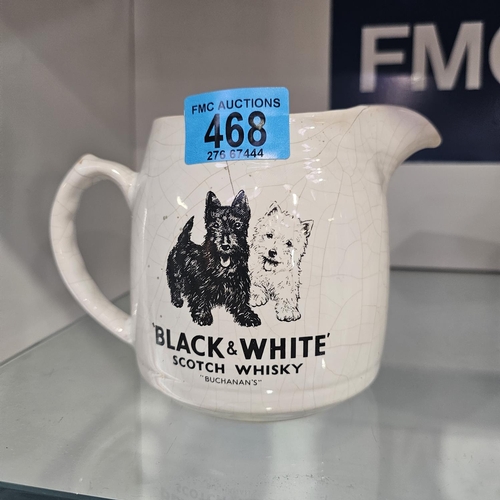 FMC
FMC AUCTIONS
468
276 67444
'BLACK & WHITE'
SCOTCH WHISKY
"BUCHANAN'S"